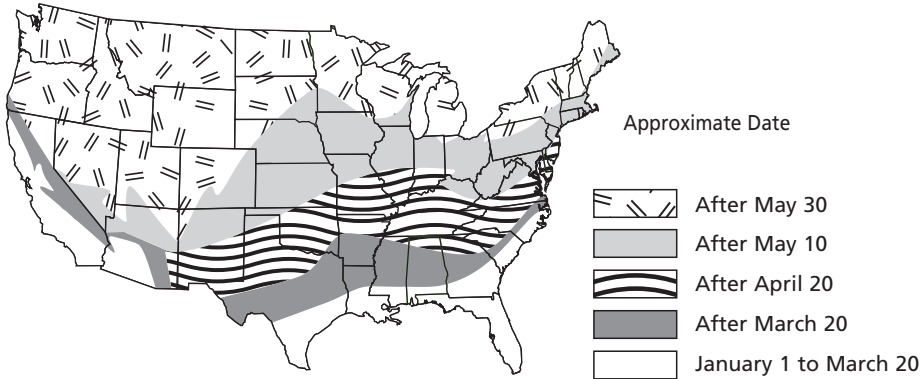 Approximate Date
After May 30
After May 10
After April 20
After March 20
January 1 to March 20